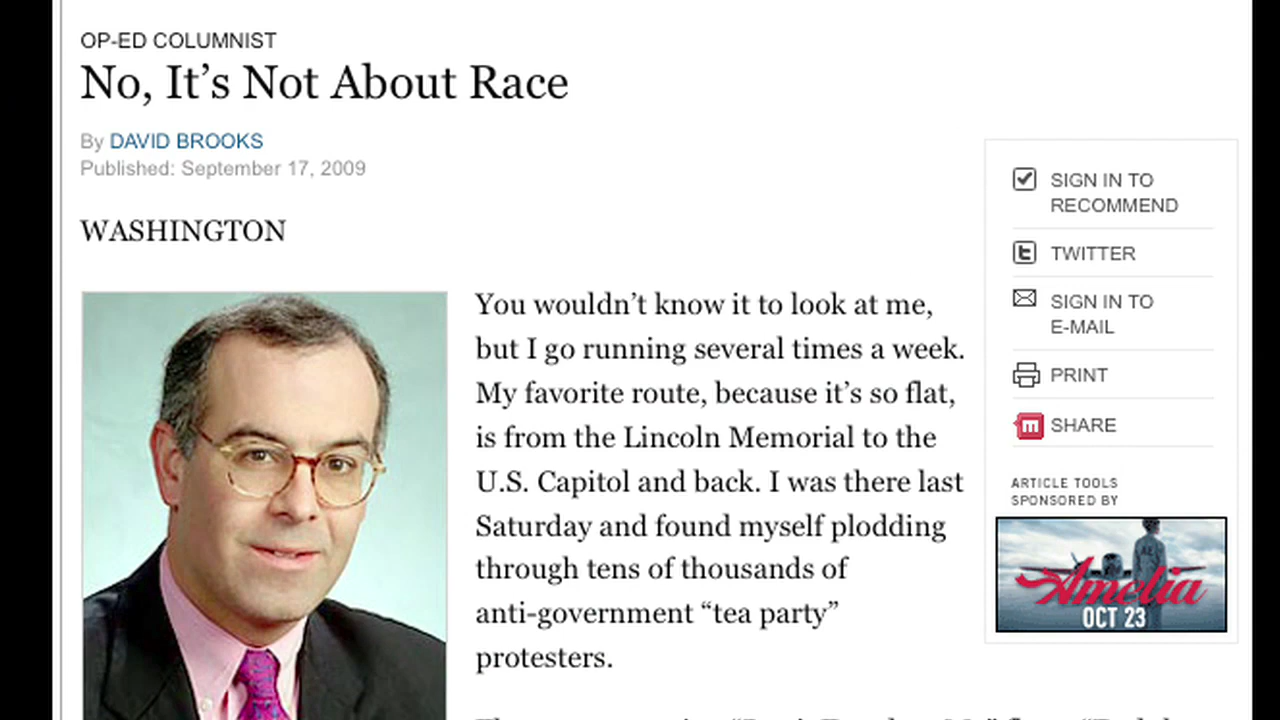 OP-ED COLUMNIST
No, It’s Not About Race
By DAVID BROOKS
Published: September 17, 2009
WASHINGTON
You wouldn’t know it to look at me,
but I go running several times a week.
My favorite route, because it’s so flat,
is from the Lincoln Memorial to the
U.S. Capitol and back. I was there last
Saturday and found myself plodding
through tens of thousands of
anti-government “tea party”
protesters.
SIGN IN TO
RECOMMEND
TWITTER
SIGN IN TO
E-MAIL
PRINT
SHARE
ARTICLE TOOLS
SPONSORED BY
Amelia
OCT 23